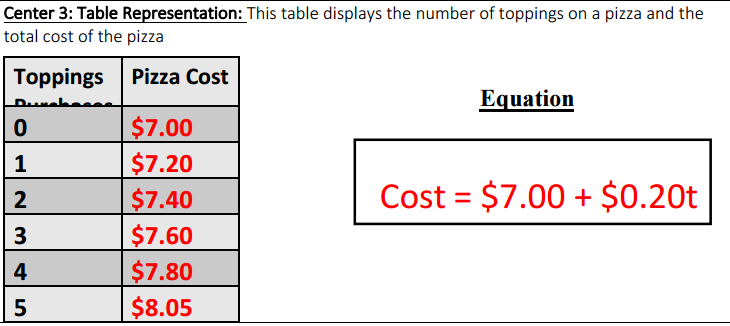 Center 3: Table Representation: This table displays the number of toppings on a pizza and the
total cost of the pizza
Toppings Pizza Cost
0 $7.00
1 $7.20
2 $7.40
3 $7.60
4 $7.80
5 $8.05
Equation
Cost = $7.00 + $0.20t